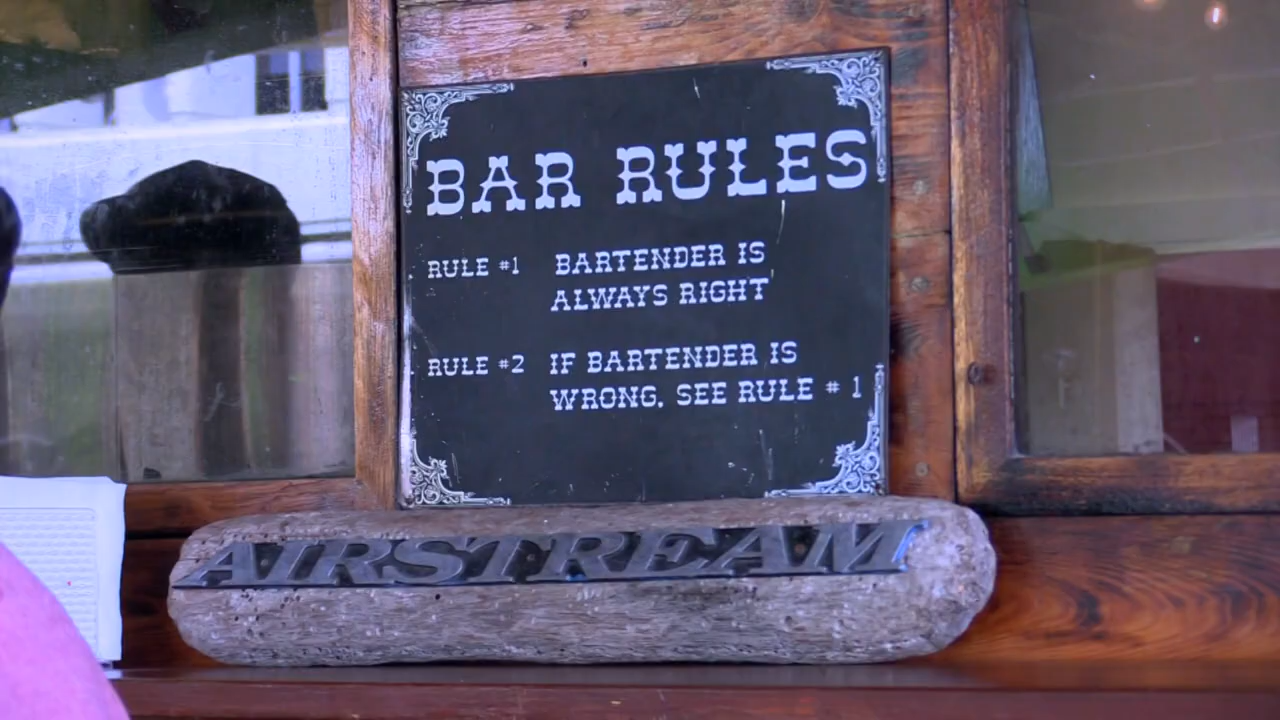 BAR RULES
RULE #1 BARTENDER IS
ALWAYS RIGHT
RULE #2 IF BARTENDER IS
WRONG, SEE RULE # 1
AIRSTREAM